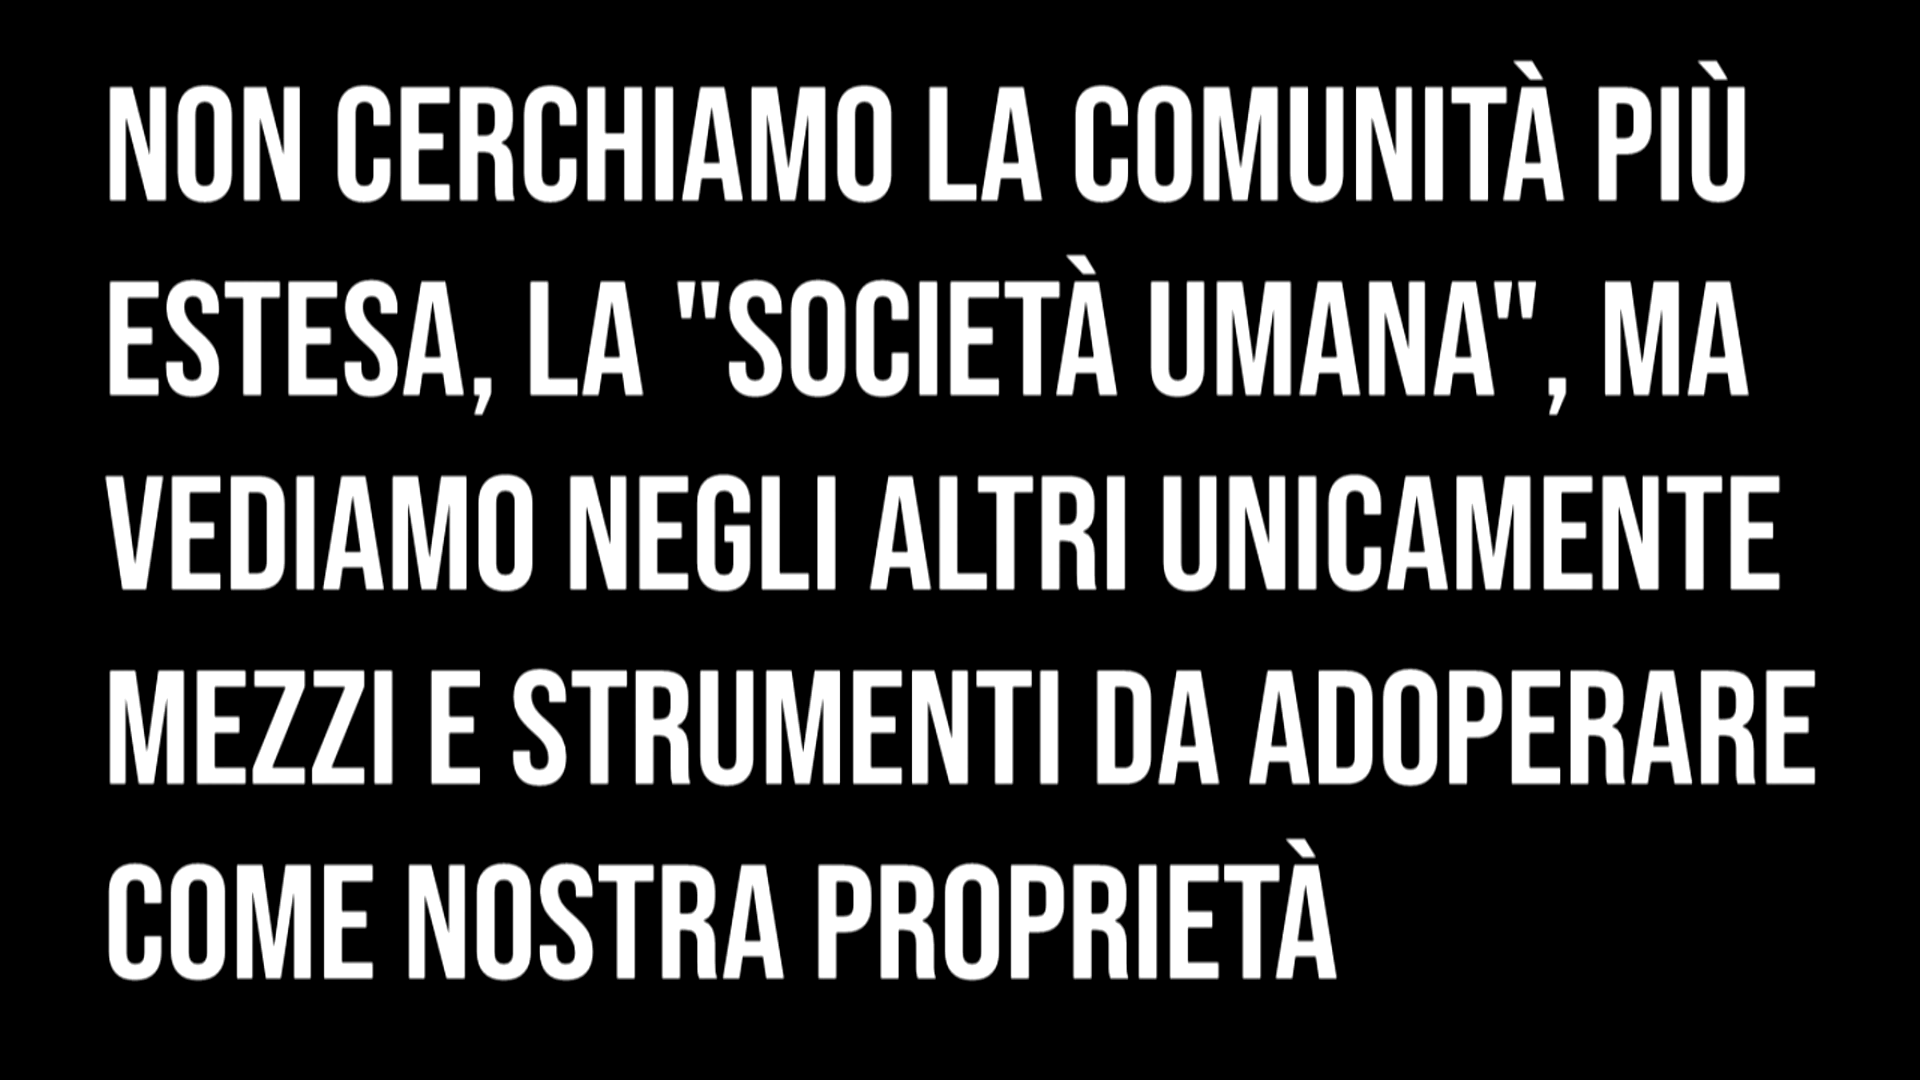 NON CERCHIAMO LA COMUNITÀ PIÙ
ESTESA, LA "SOCIETÀ UMANA", MA
VEDIAMO NEGLI ALTRI UNICAMENTE
MEZZI E STRUMENTI DA ADOPERARE
COME NOSTRA PROPRIETÀ